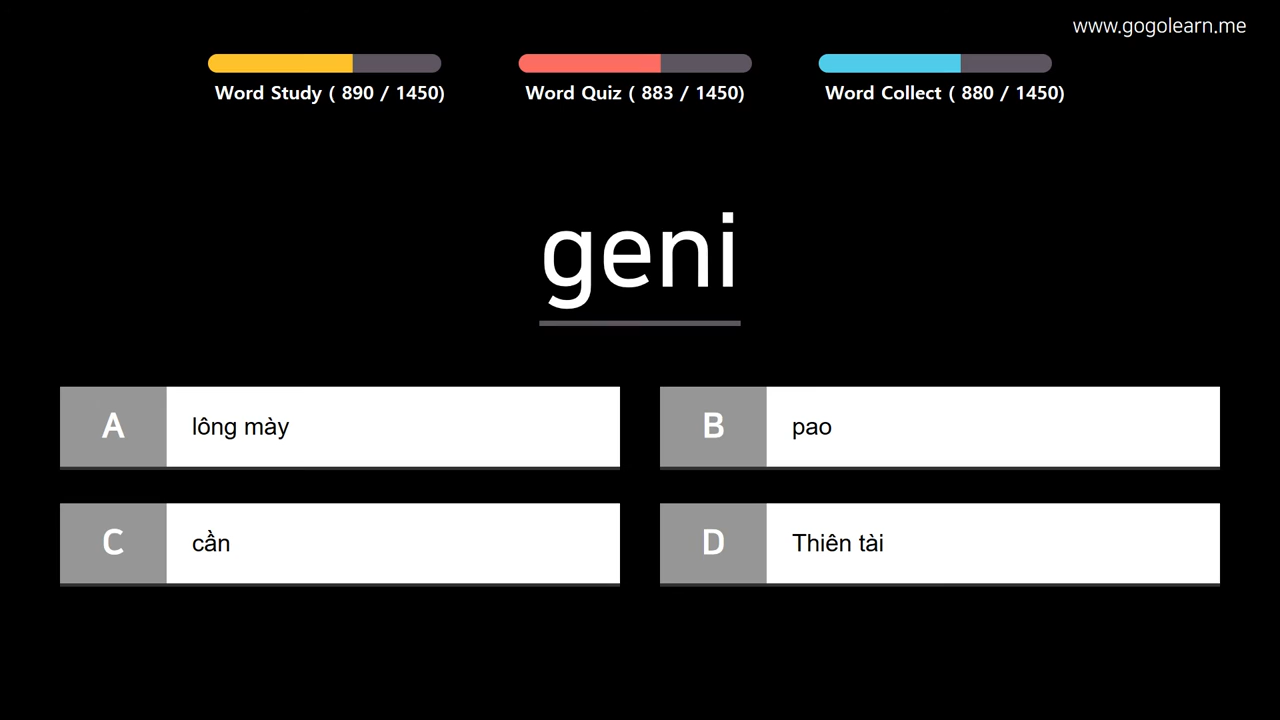 www.gogolearn.me
Word Study ( 890 / 1450)
Word Quiz ( 883 / 1450)
Word Collect ( 880 / 1450)
geni
A
lông mày
B
pao
C
cần
D
Thiên tài